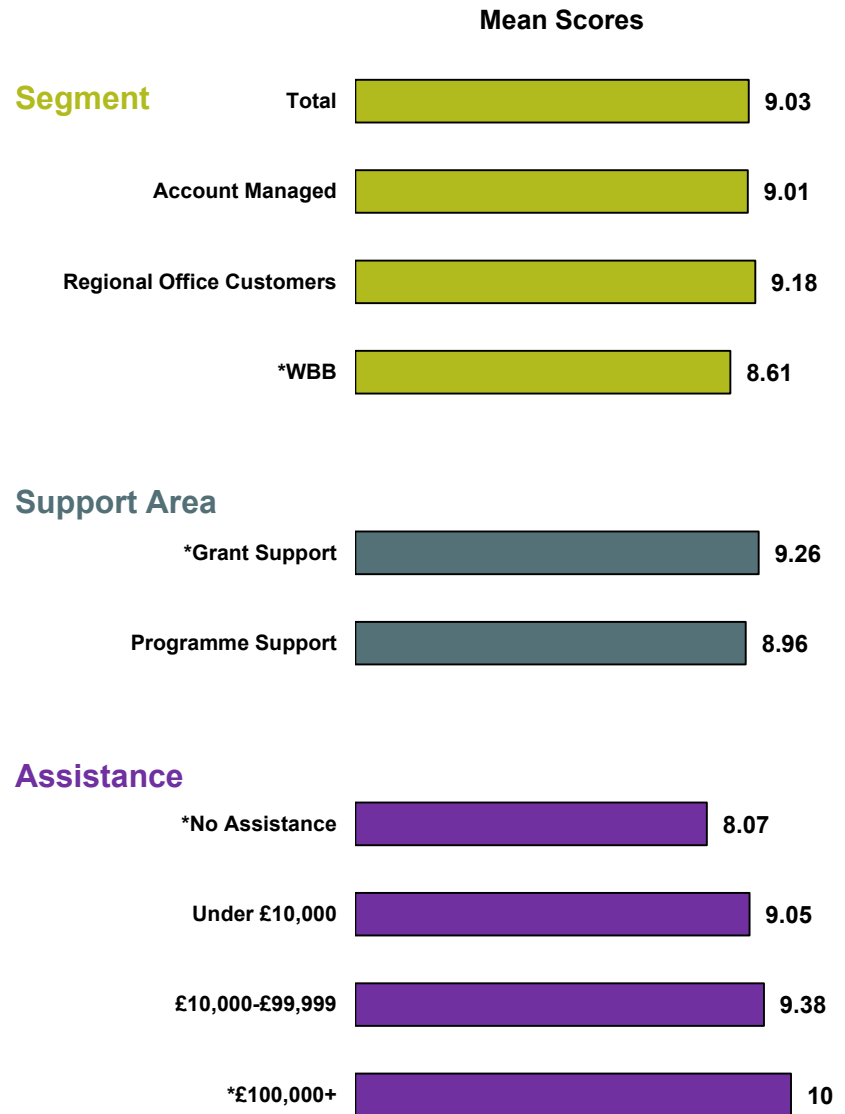 Mean Scores
Segment
Total 9.03
Account Managed 9.01
Regional Office Customers 9.18
*WBB 8.61
Support Area
*Grant Support 9.26
Programme Support 8.96
Assistance
*No Assistance 8.07
Under £10,000 9.05
£10,000-£99,999 9.38
*£100,000+ 10